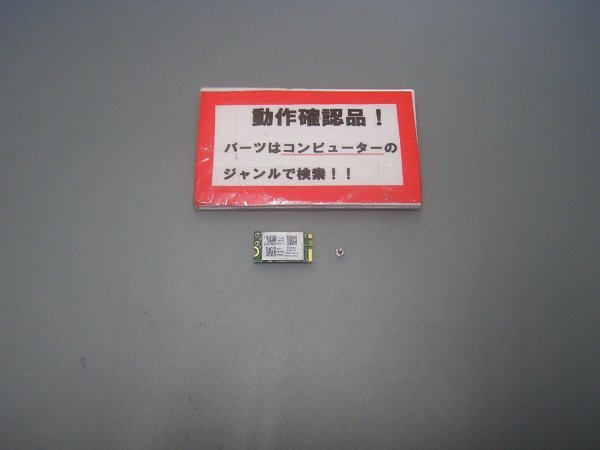 動作確認品！
パーツはコンピューターの
ジャンルで検索！！